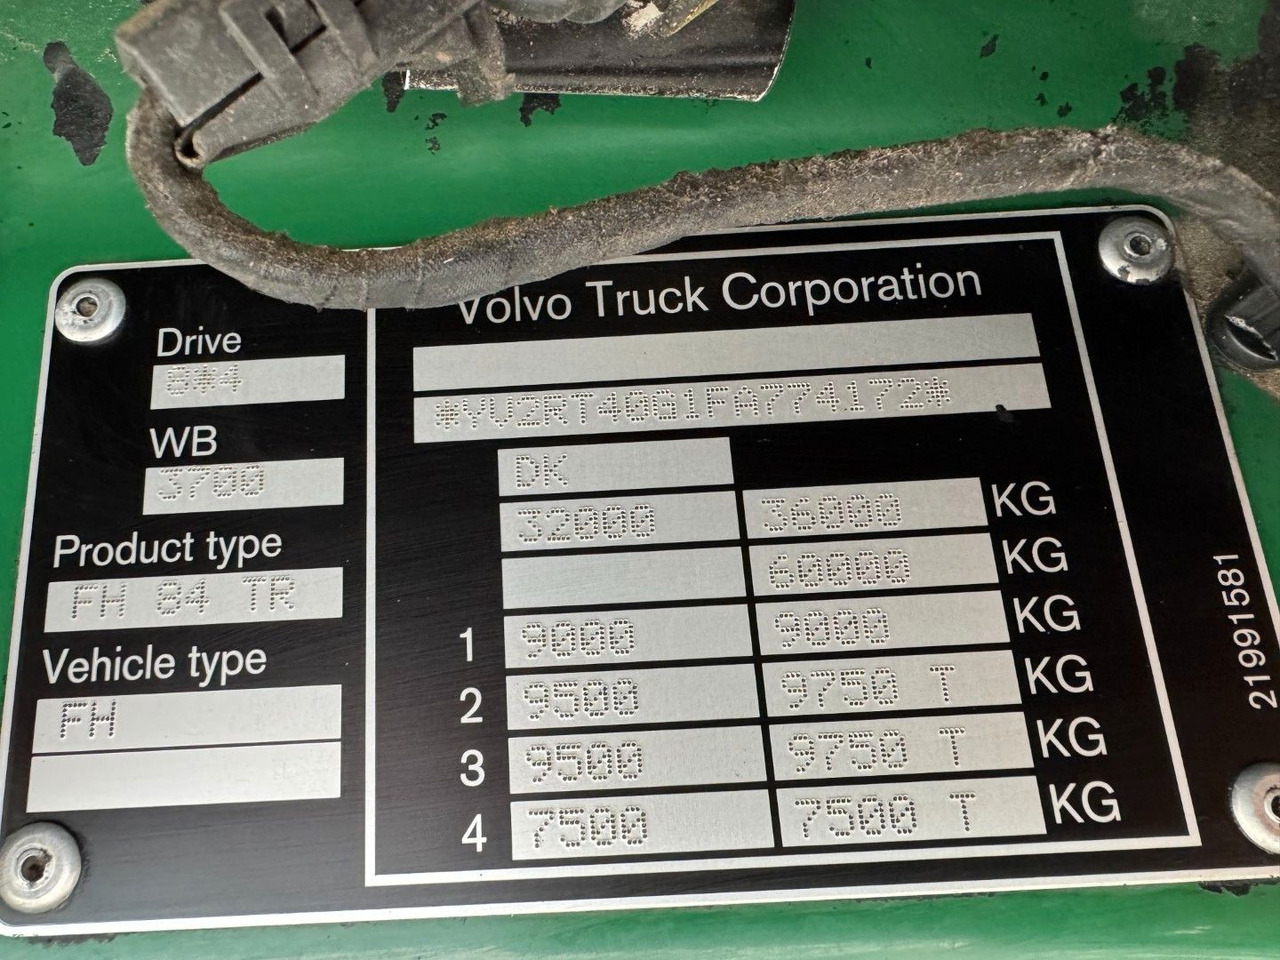 Volvo Truck Corporation
Drive
8*4
WB
3700
Product type
FH 84 TR
Vehicle type
FH
*YV2RT40G1FA774172*
DK
32000 36000 KG
60000 KG
1 9000 9000 KG
2 9500 9750 T KG
3 9500 9750 T KG
4 7500 7500 T KG
21991581